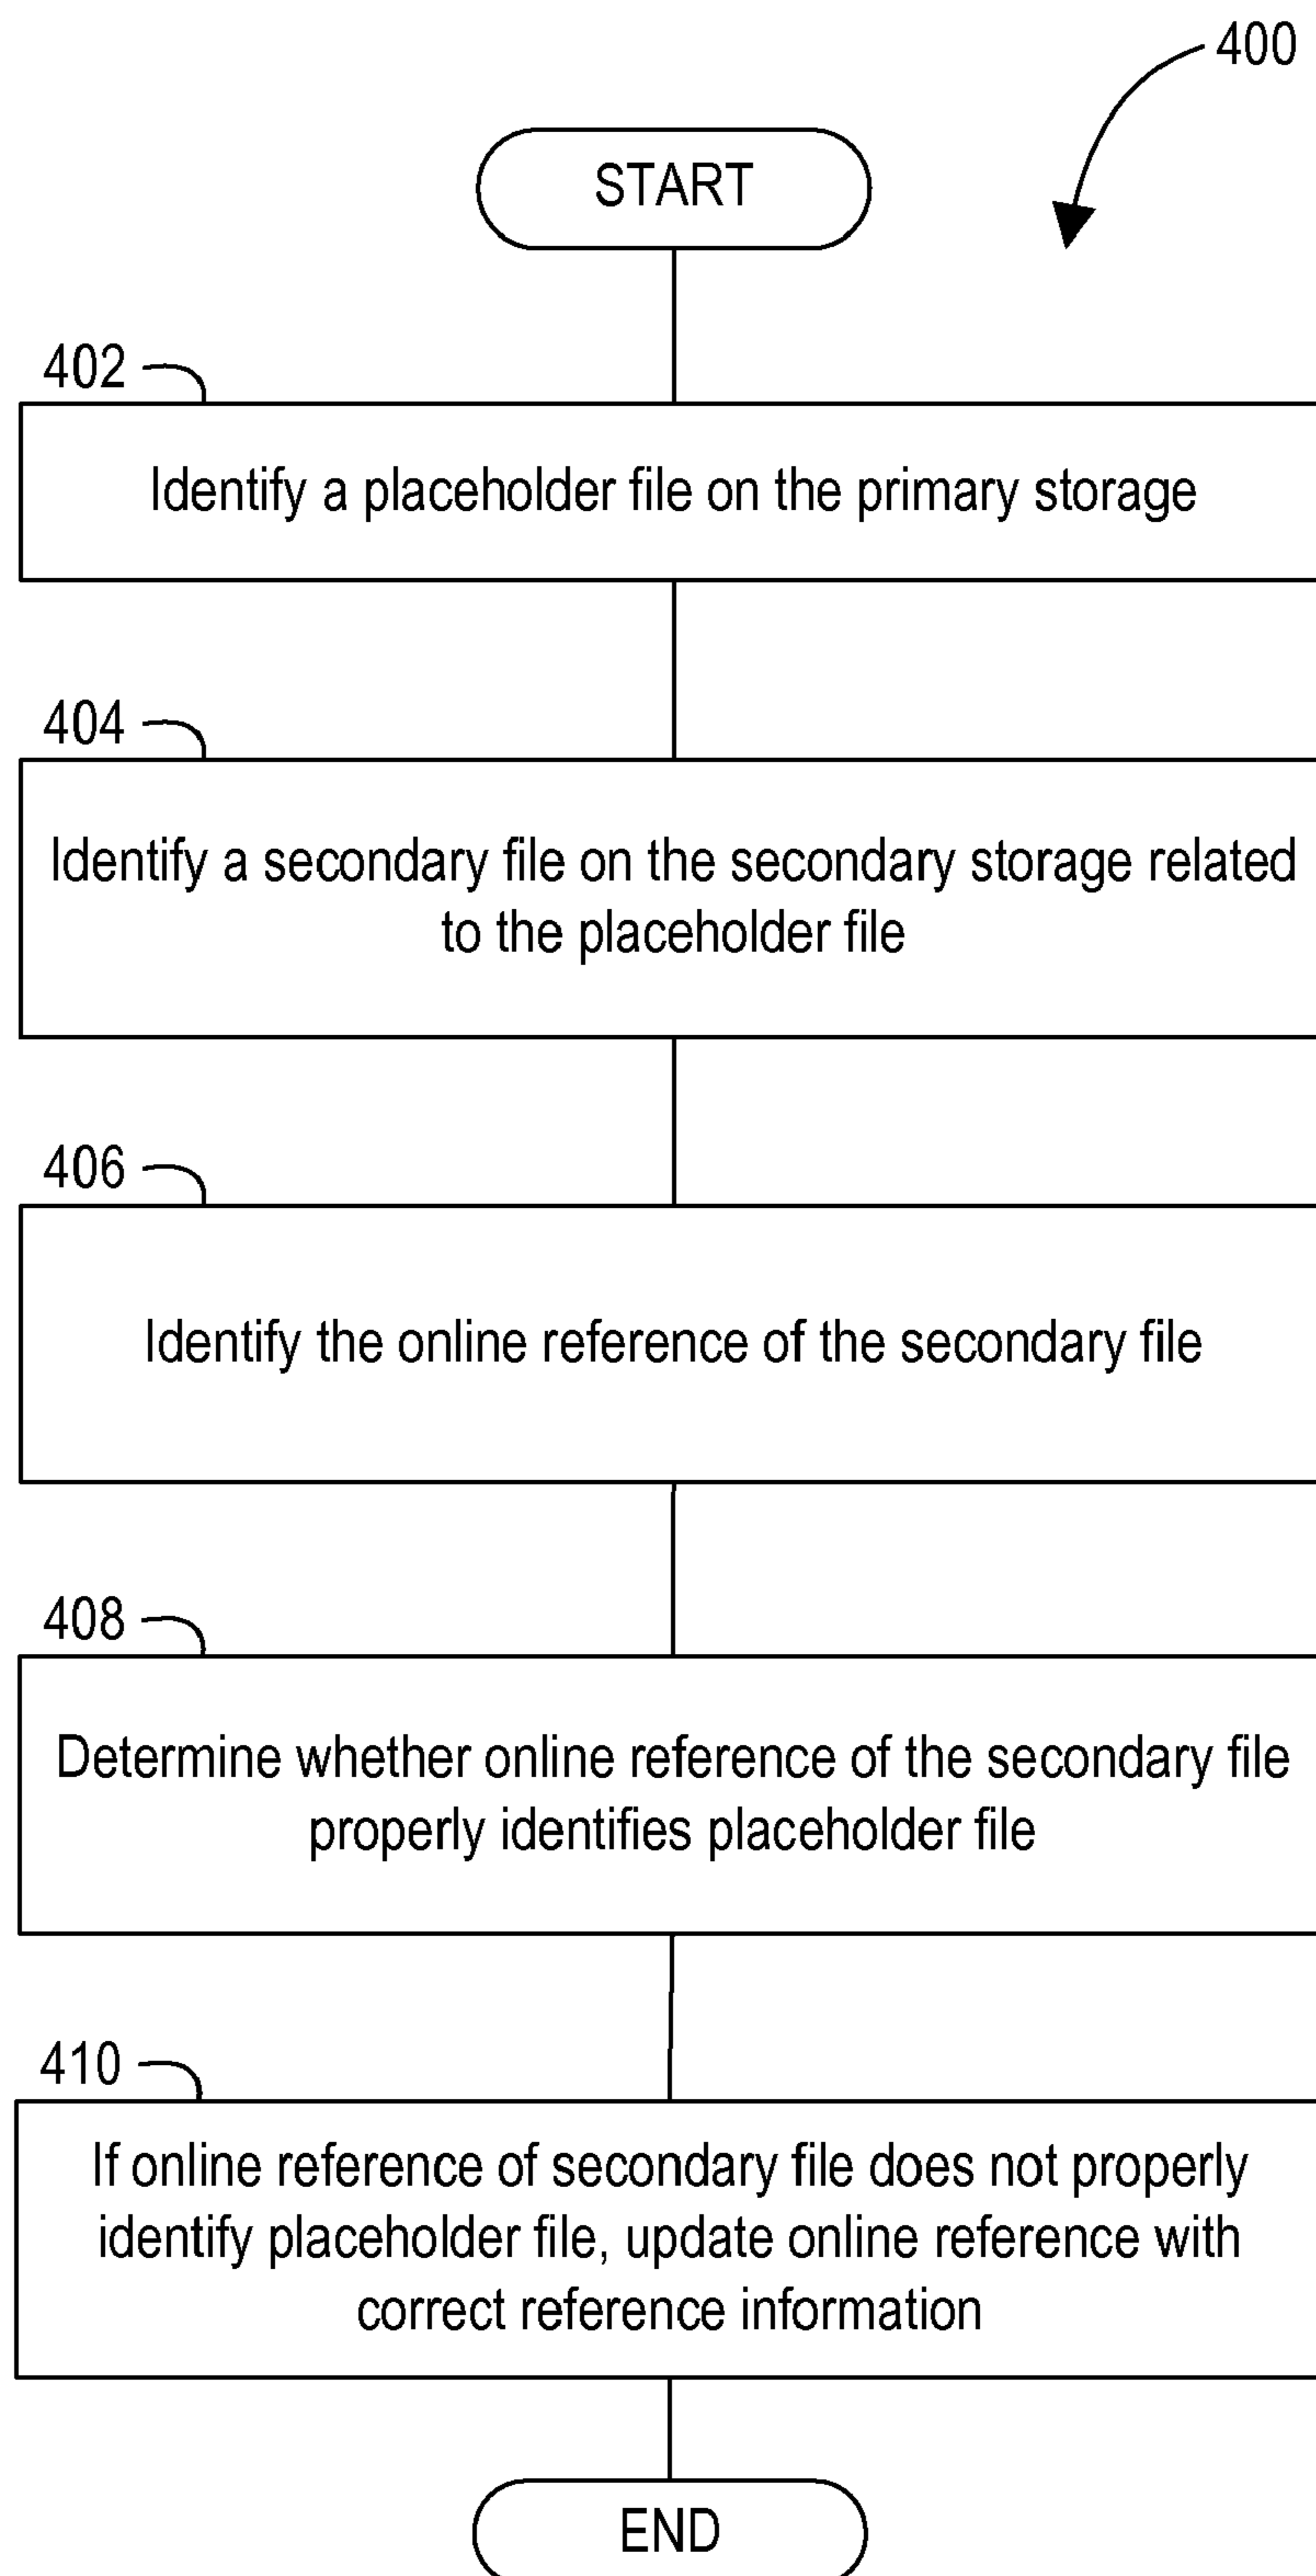 400
START
402
Identify a placeholder file on the primary storage
404
Identify a secondary file on the secondary storage related
to the placeholder file
406
Identify the online reference of the secondary file
408
Determine whether online reference of the secondary file
properly identifies placeholder file
410
If online reference of secondary file does not properly
identify placeholder file, update online reference with
correct reference information
END